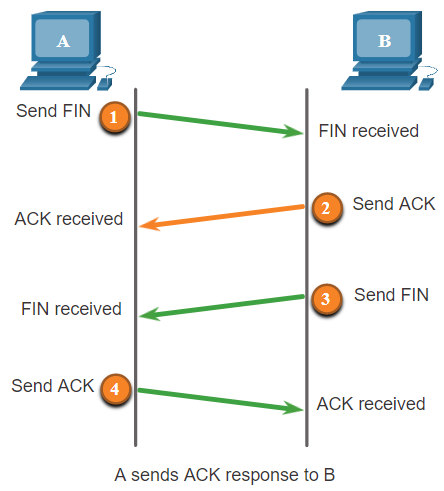 A
B
Send FIN
1
FIN received
2
Send ACK
ACK received
3
Send FIN
FIN received
Send ACK
4
ACK received
A sends ACK response to B